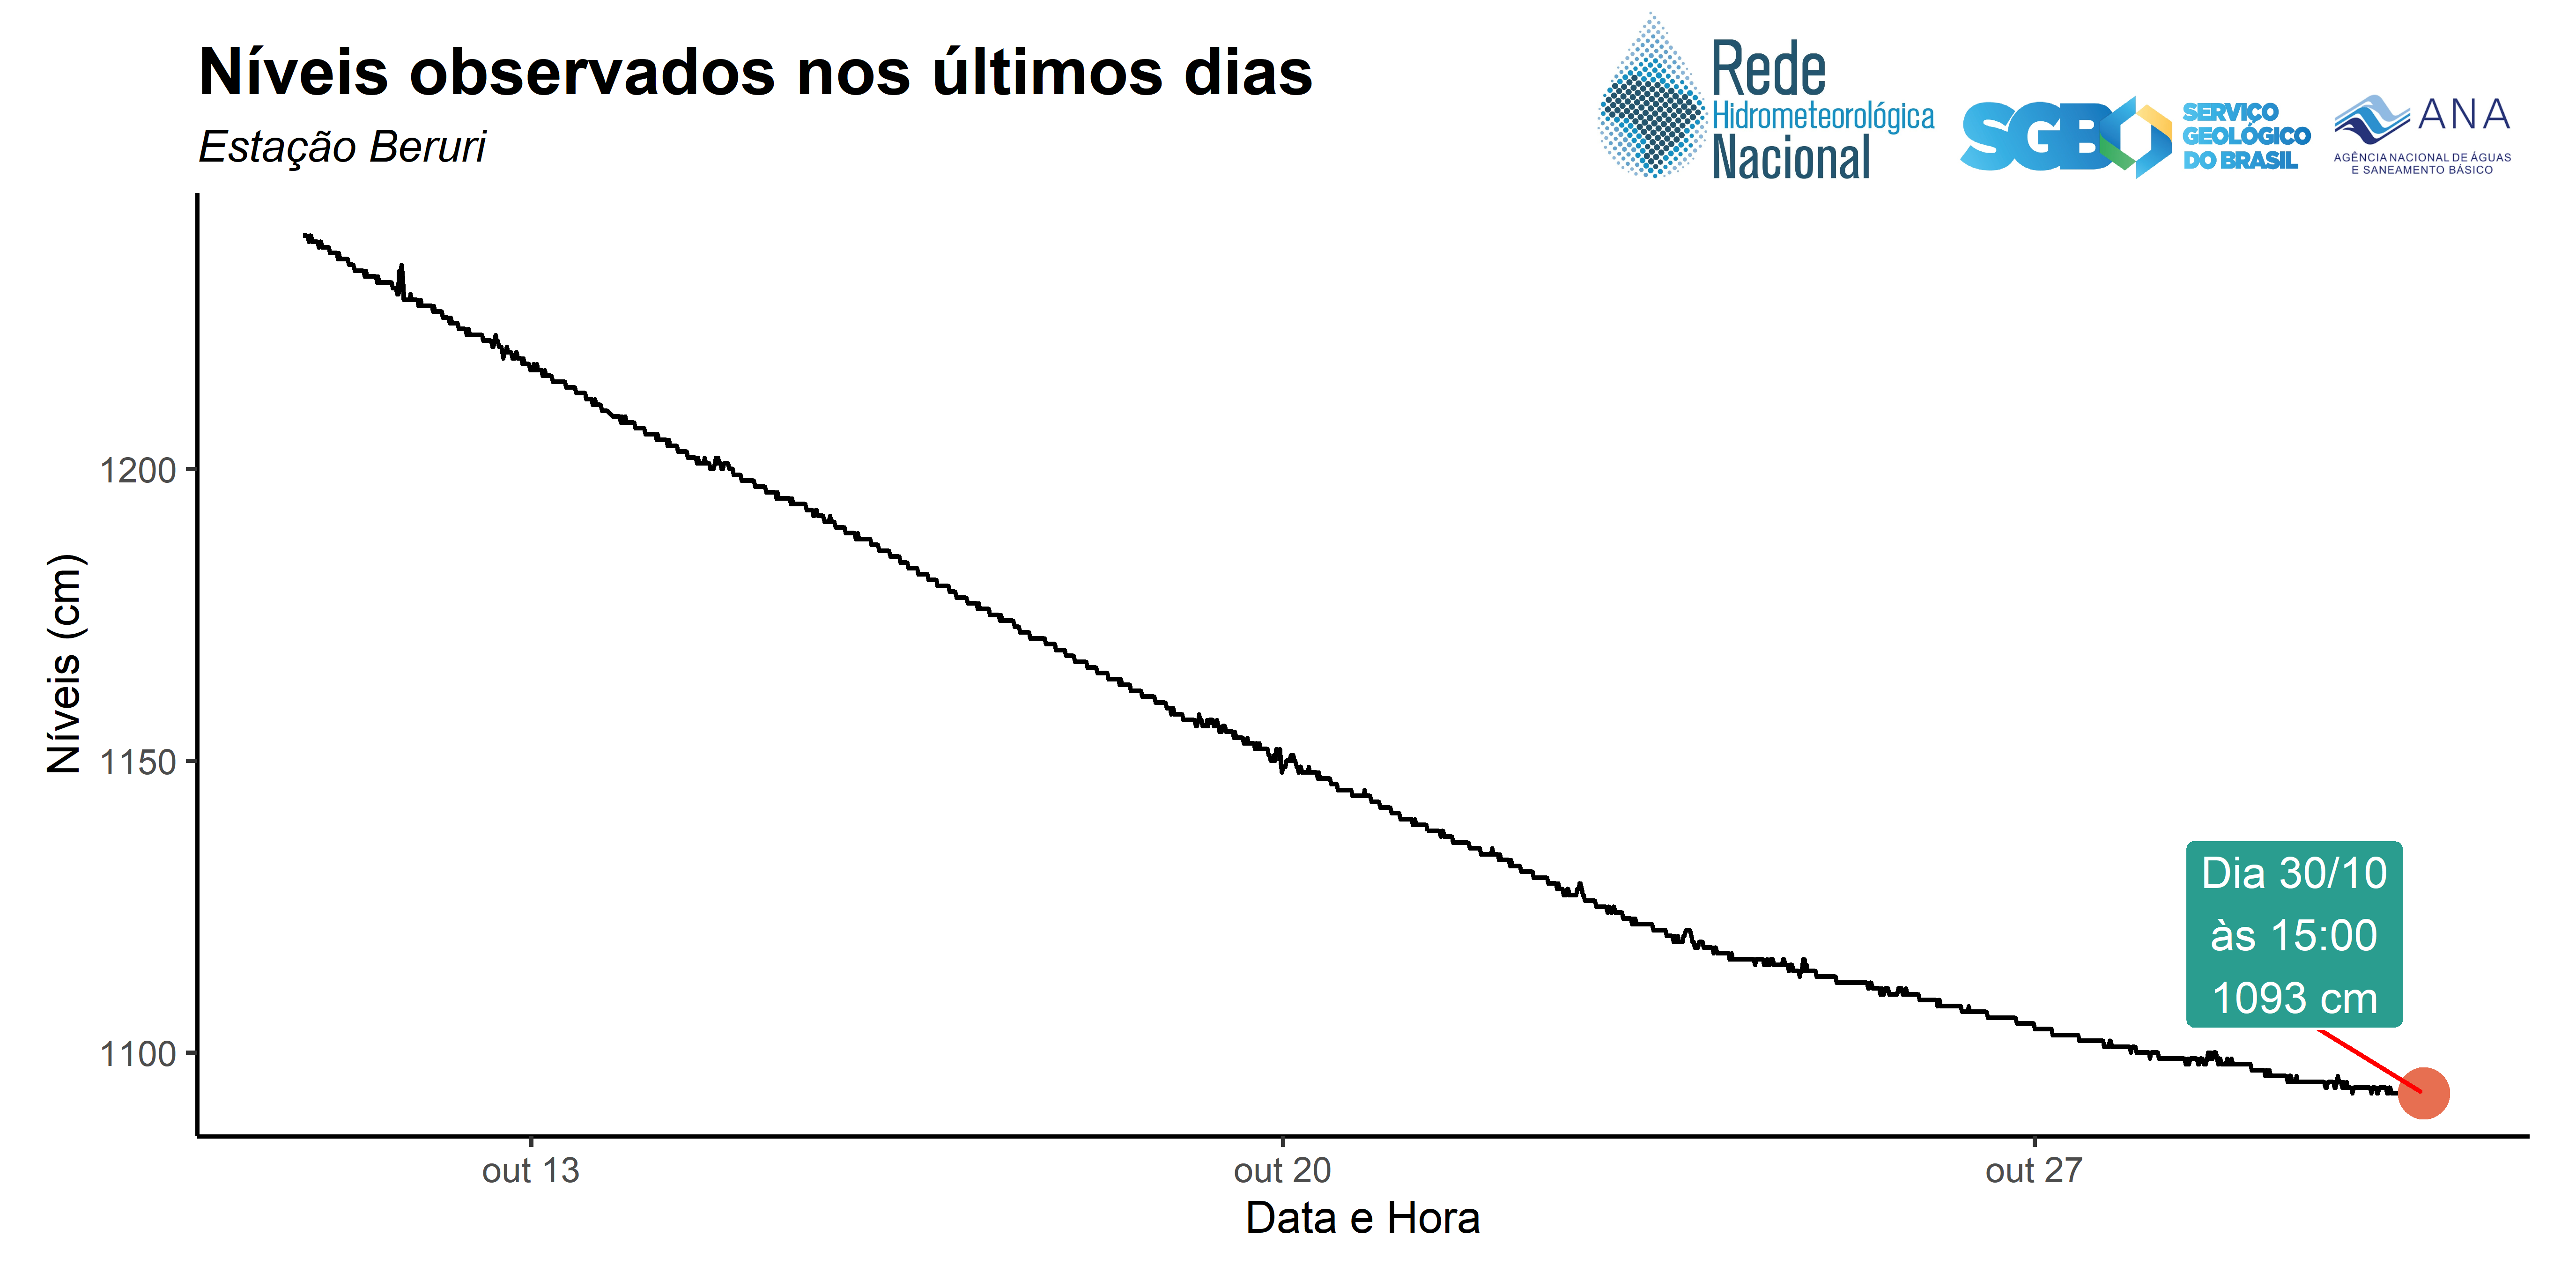 Níveis observados nos últimos dias
Estação Beruri
Rede
Hidrometeorológica
Nacional
SGB
SERVIÇO
GEOLÓGICO
DO BRASIL
ANA
AGÊNCIA NACIONAL DE ÁGUAS
E SANEAMENTO BÁSICO
Níveis (cm)
1200
1150
1100
Dia 30/10
às 15:00
1093 cm
out 13
out 20
out 27
Data e Hora